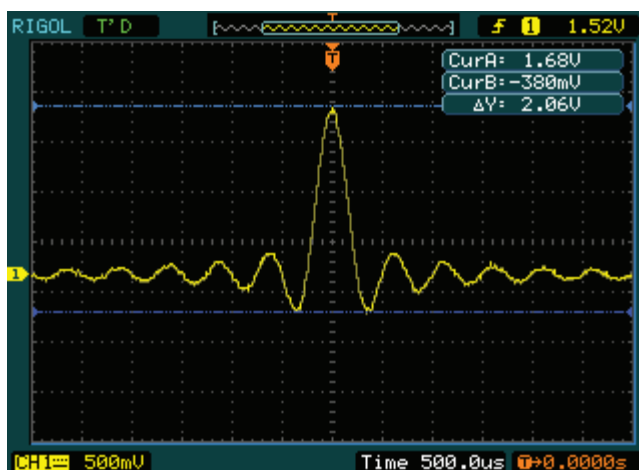 RIGOL T'D ƒ 1 1.52V
T
CurA: 1.68V
CurB:-380mV
ΔY: 2.06V
1
CH1 500mV Time 500.0us T→0.0000s